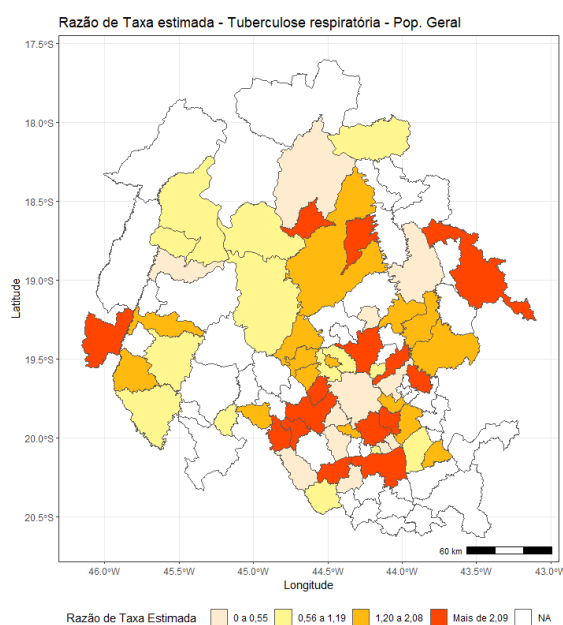 Razão de Taxa estimada - Tuberculose respiratória - Pop. Geral
17.5°S
18.0°S
18.5°S
19.0°S
19.5°S
20.0°S
20.5°S
Latitude
60 km
46.0°W 45.5°W 45.0°W 44.5°W 44.0°W 43.5°W 43.0°W
Longitude
Razão de Taxa Estimada 0 a 0,55 0,56 a 1,19 1,20 a 2,08 Mais de 2,09 NA